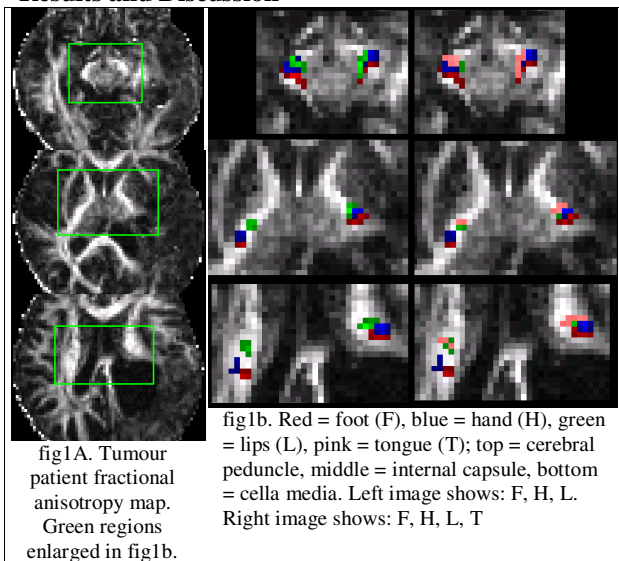 Results and Discussion
fig1A. Tumour
patient fractional
anisotropy map.
Green regions
enlarged in fig1b.
fig1b. Red = foot (F), blue = hand (H), green
= lips (L), pink = tongue (T); top = cerebral
peduncle, middle = internal capsule, bottom
= cella media. Left image shows: F, H, L.
Right image shows: F, H, L, T